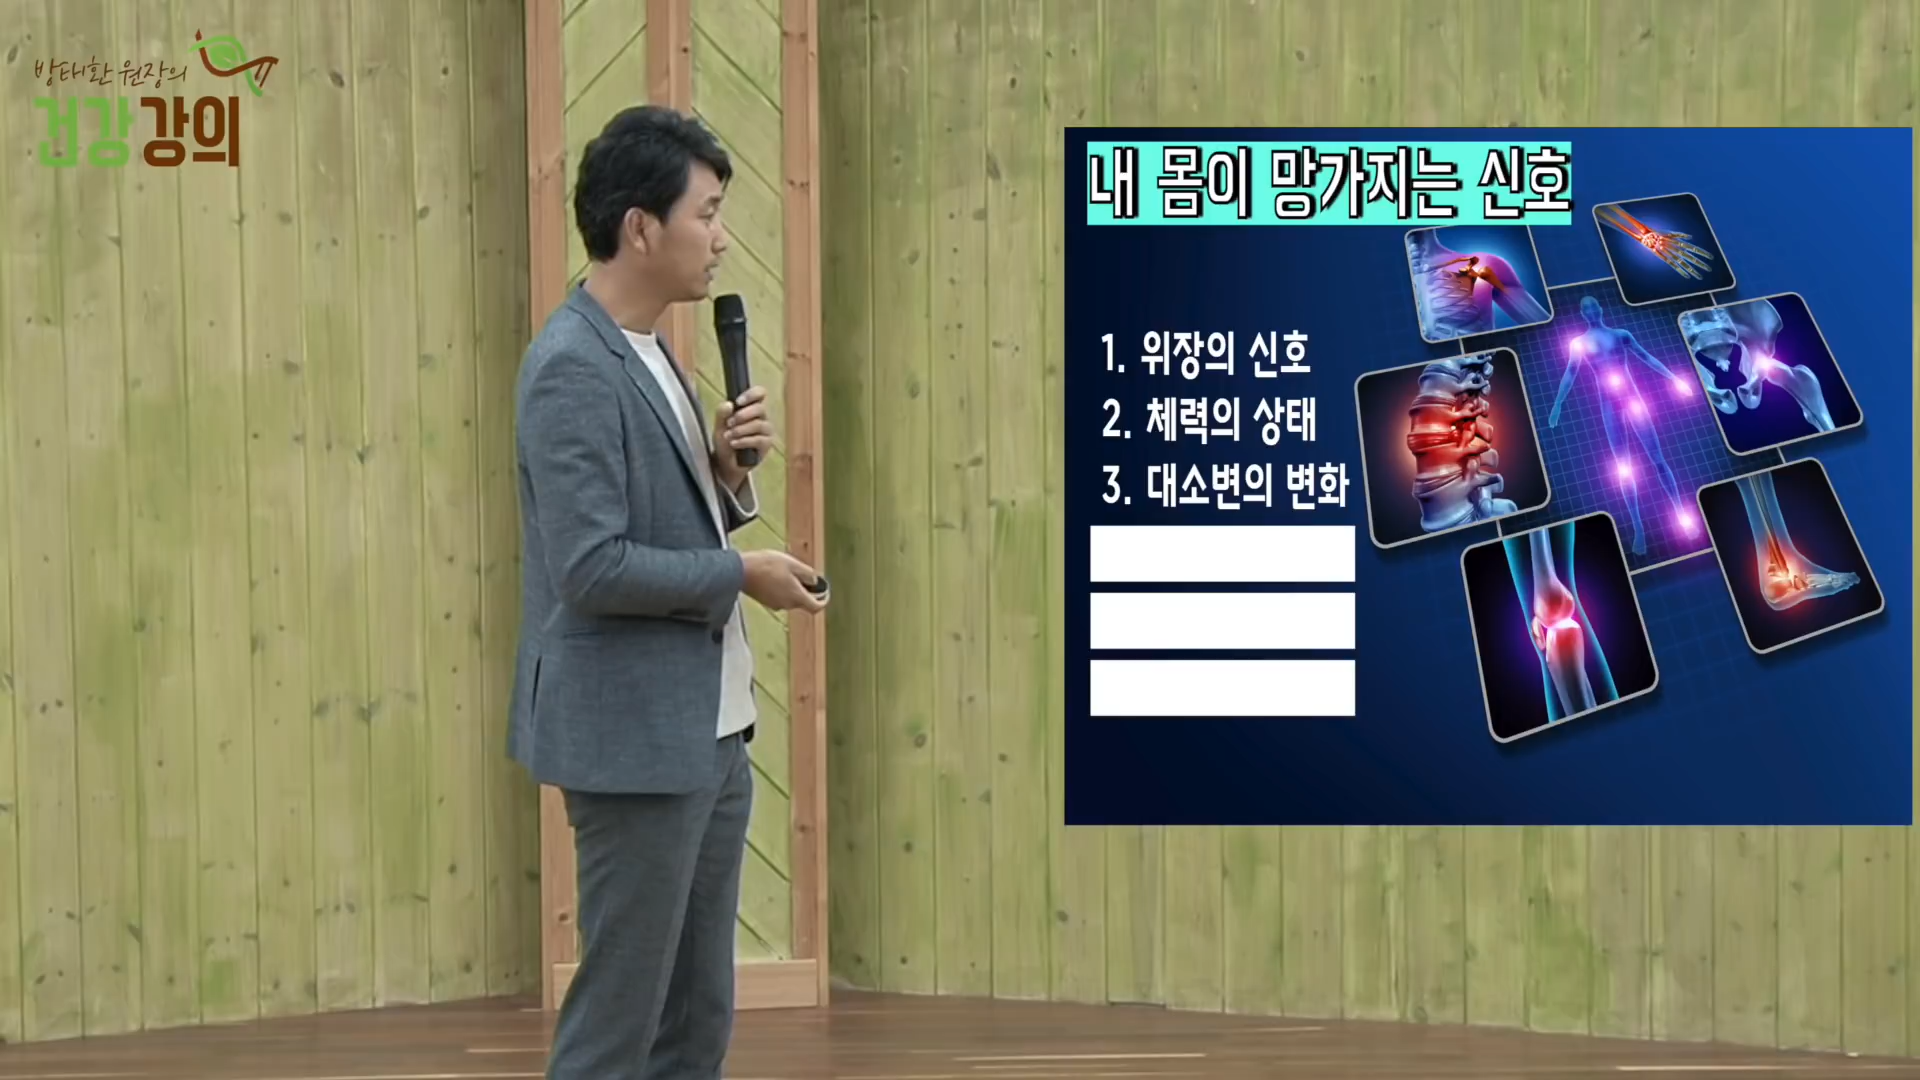 방태환 원장의
건강 강의
내 몸이 망가지는 신호
1. 위장의 신호
2. 체력의 상태
3. 대소변의 변화